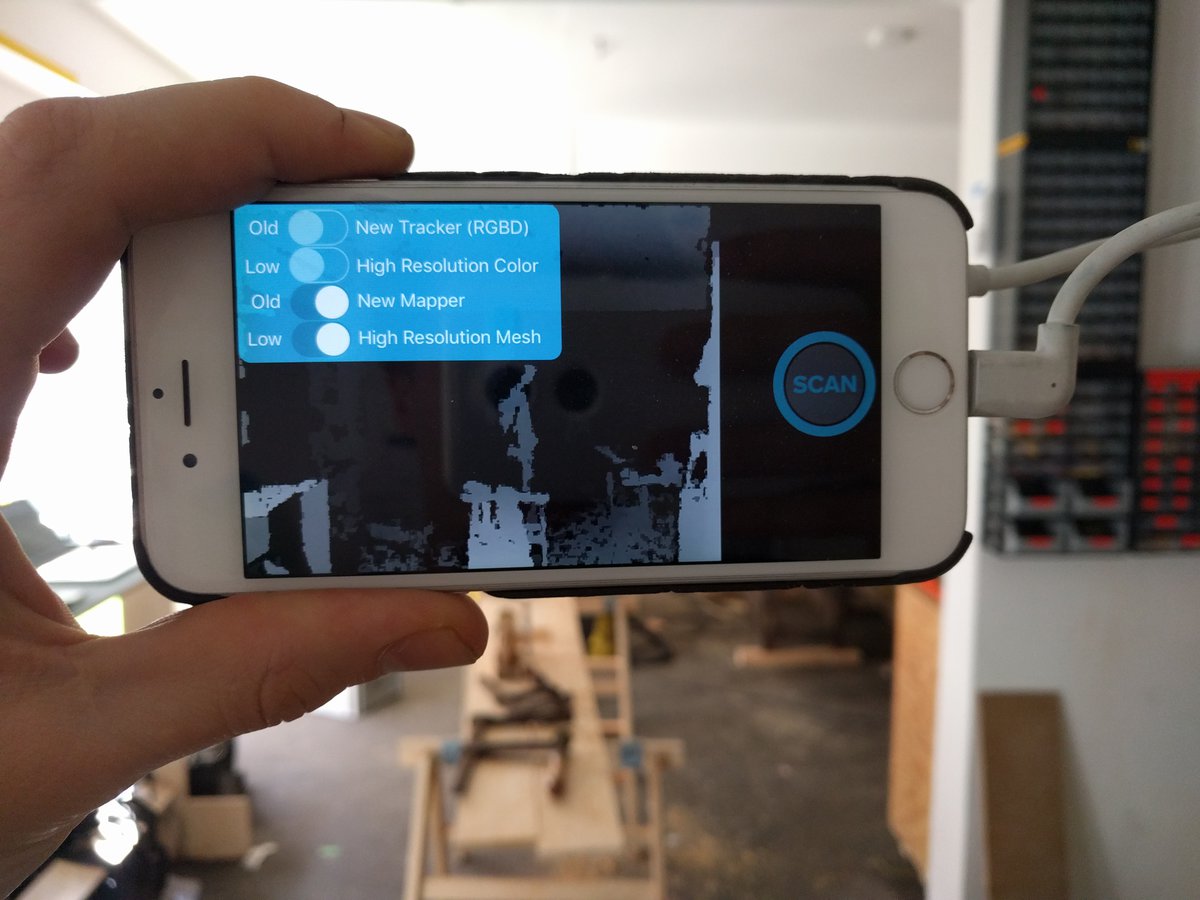 Old New Tracker (RGBD)
Low High Resolution Color
Old New Mapper
Low High Resolution Mesh
SCAN